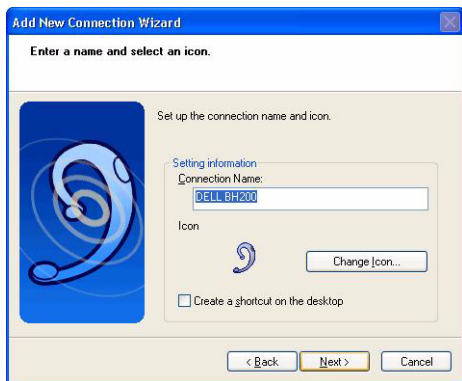 Add New Connection Wizard
Enter a name and select an icon.
Set up the connection name and icon.
Setting information
Connection Name:
DELL BH200
Icon
Change Icon...
Create a shortcut on the desktop
< Back
Next >
Cancel